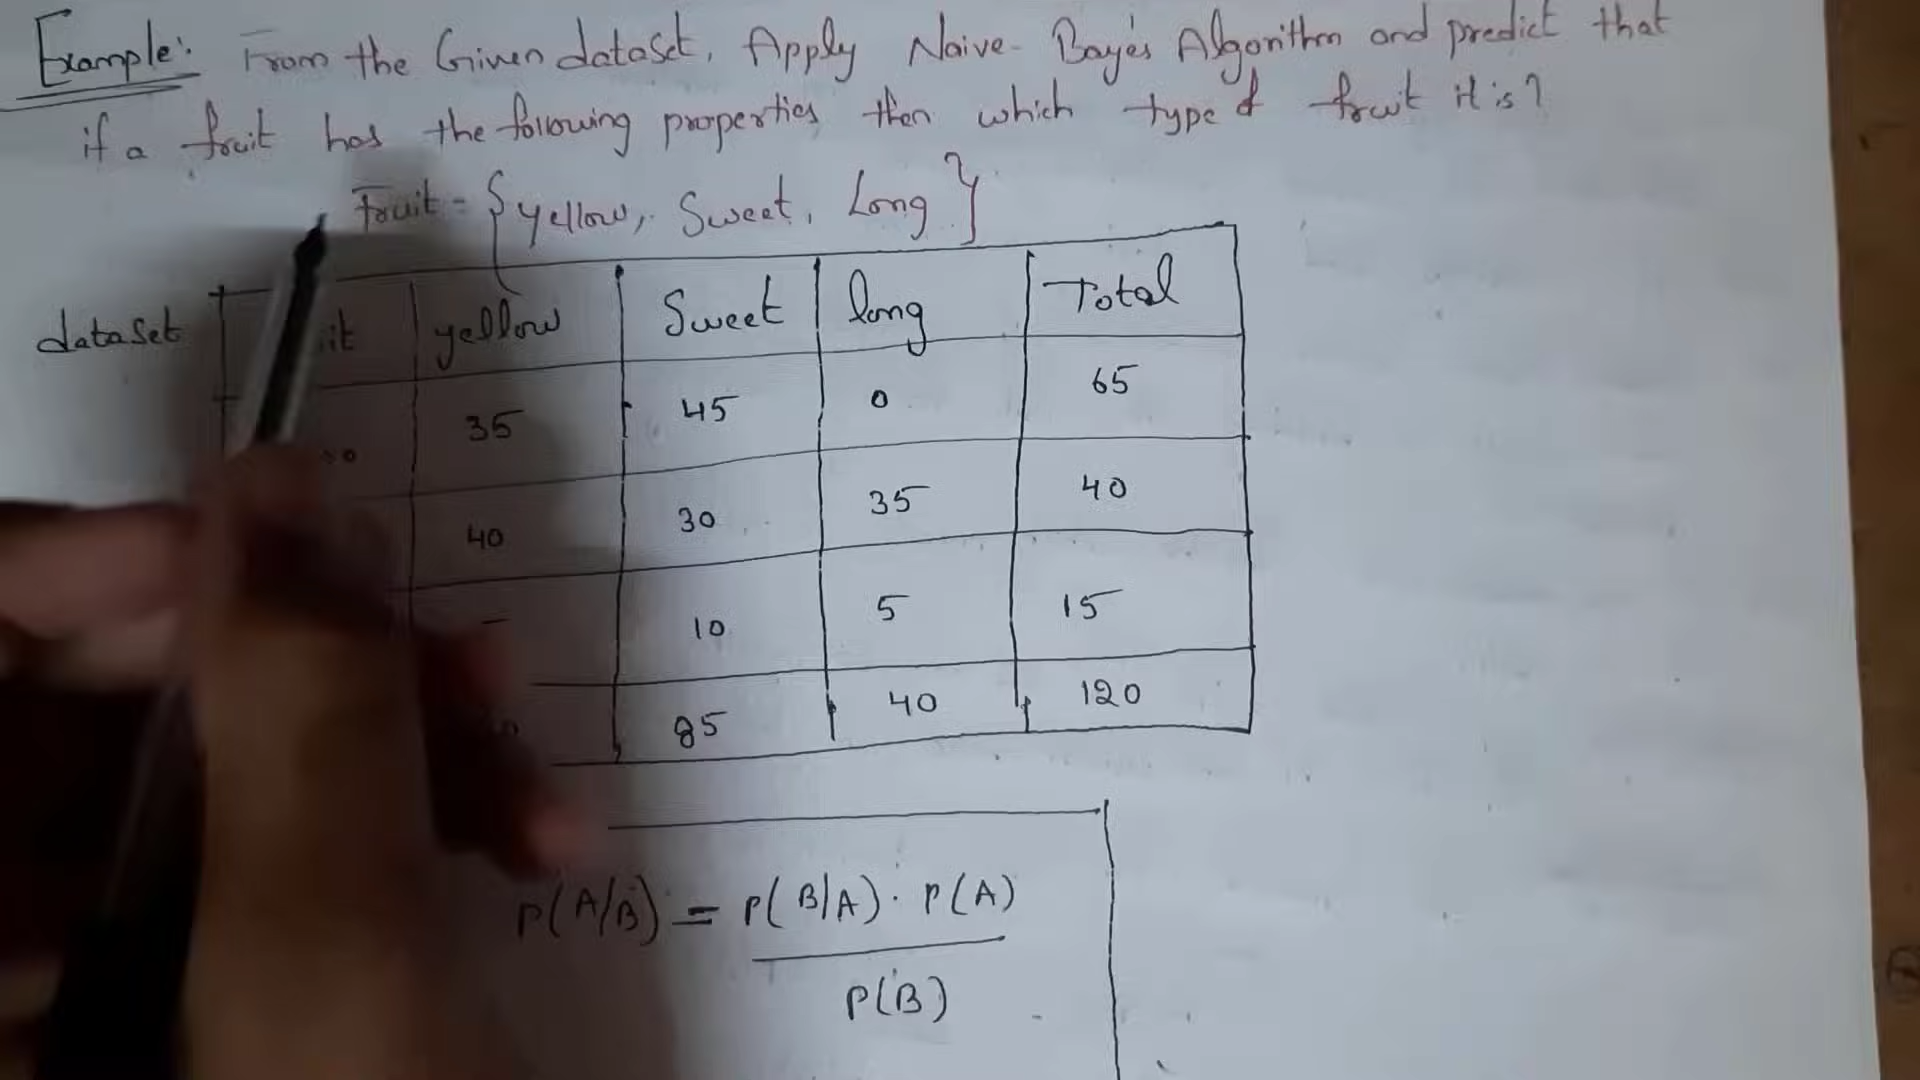 Example: From the Given dataset, Apply Naive Bayes Algorithm and predict that
if a fruit has the following properties then which type of fruit it is?
Fruit = {yellow, Sweet, Long}
dataset
yellow Sweet long Total
35 45 0 65
40 30 35 40
10 5 15
85 40 120
P(A/B) = P(B/A) · P(A)
P(B)